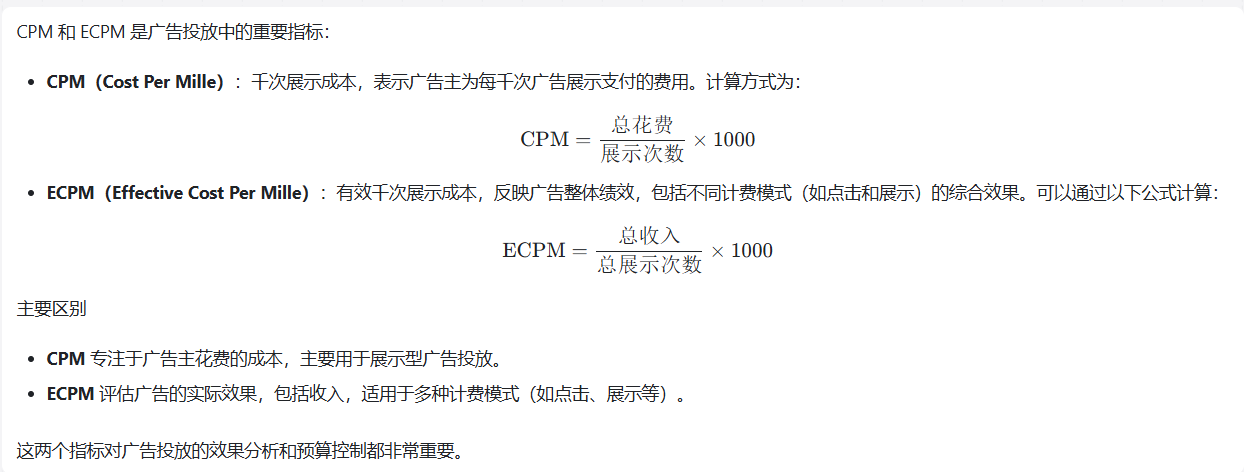 CPM 和 ECPM 是广告投放中的重要指标：
• CPM（Cost Per Mille）：千次展示成本，表示广告主为每千次广告展示支付的费用。计算方式为：
CPM = 总花费 / 展示次数 × 1000
• ECPM（Effective Cost Per Mille）：有效千次展示成本，反映广告整体绩效，包括不同计费模式（如点击和展示）的综合效果。可以通过以下公式计算：
ECPM = 总收入 / 总展示次数 × 1000
主要区别
• CPM 专注于广告主花费的成本，主要用于展示型广告投放。
• ECPM 评估广告的实际效果，包括收入，适用于多种计费模式（如点击、展示等）。
这两个指标对广告投放的效果分析和预算控制都非常重要。